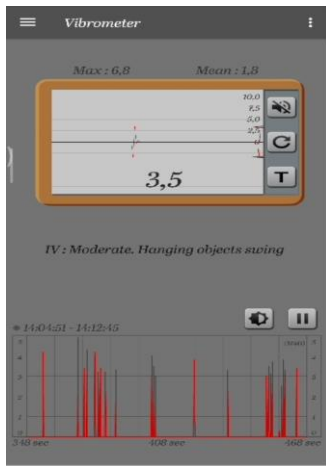 Vibrometer
Max : 6,8 Mean : 1,8
10,0
7,5
5,0
2,5
0
T
3,5
IV : Moderate. Hanging objects swing
14:04:51 - 14:12:45
348 sec 408 sec 468 sec